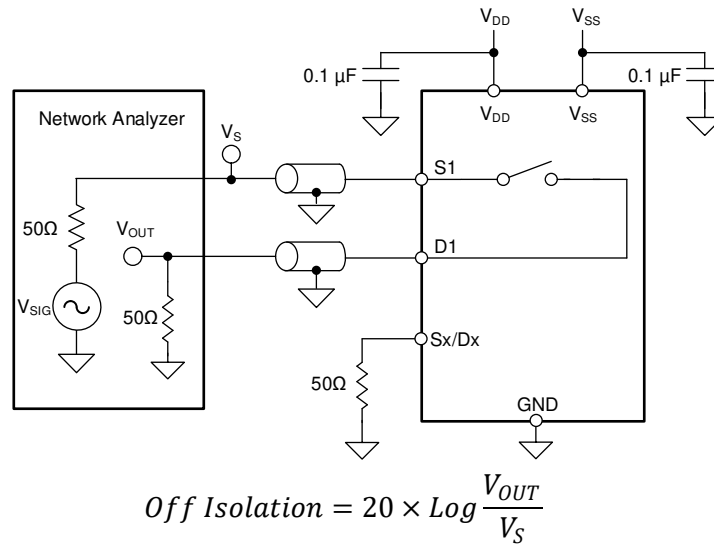 V_DD V_SS
0.1 µF 0.1 µF
Network Analyzer
V_DD V_SS
V_S
S1
50Ω
V_OUT
D1
V_SIG
50Ω
Sx/Dx
50Ω
GND
Off Isolation = 20 × Log V_OUT / V_S